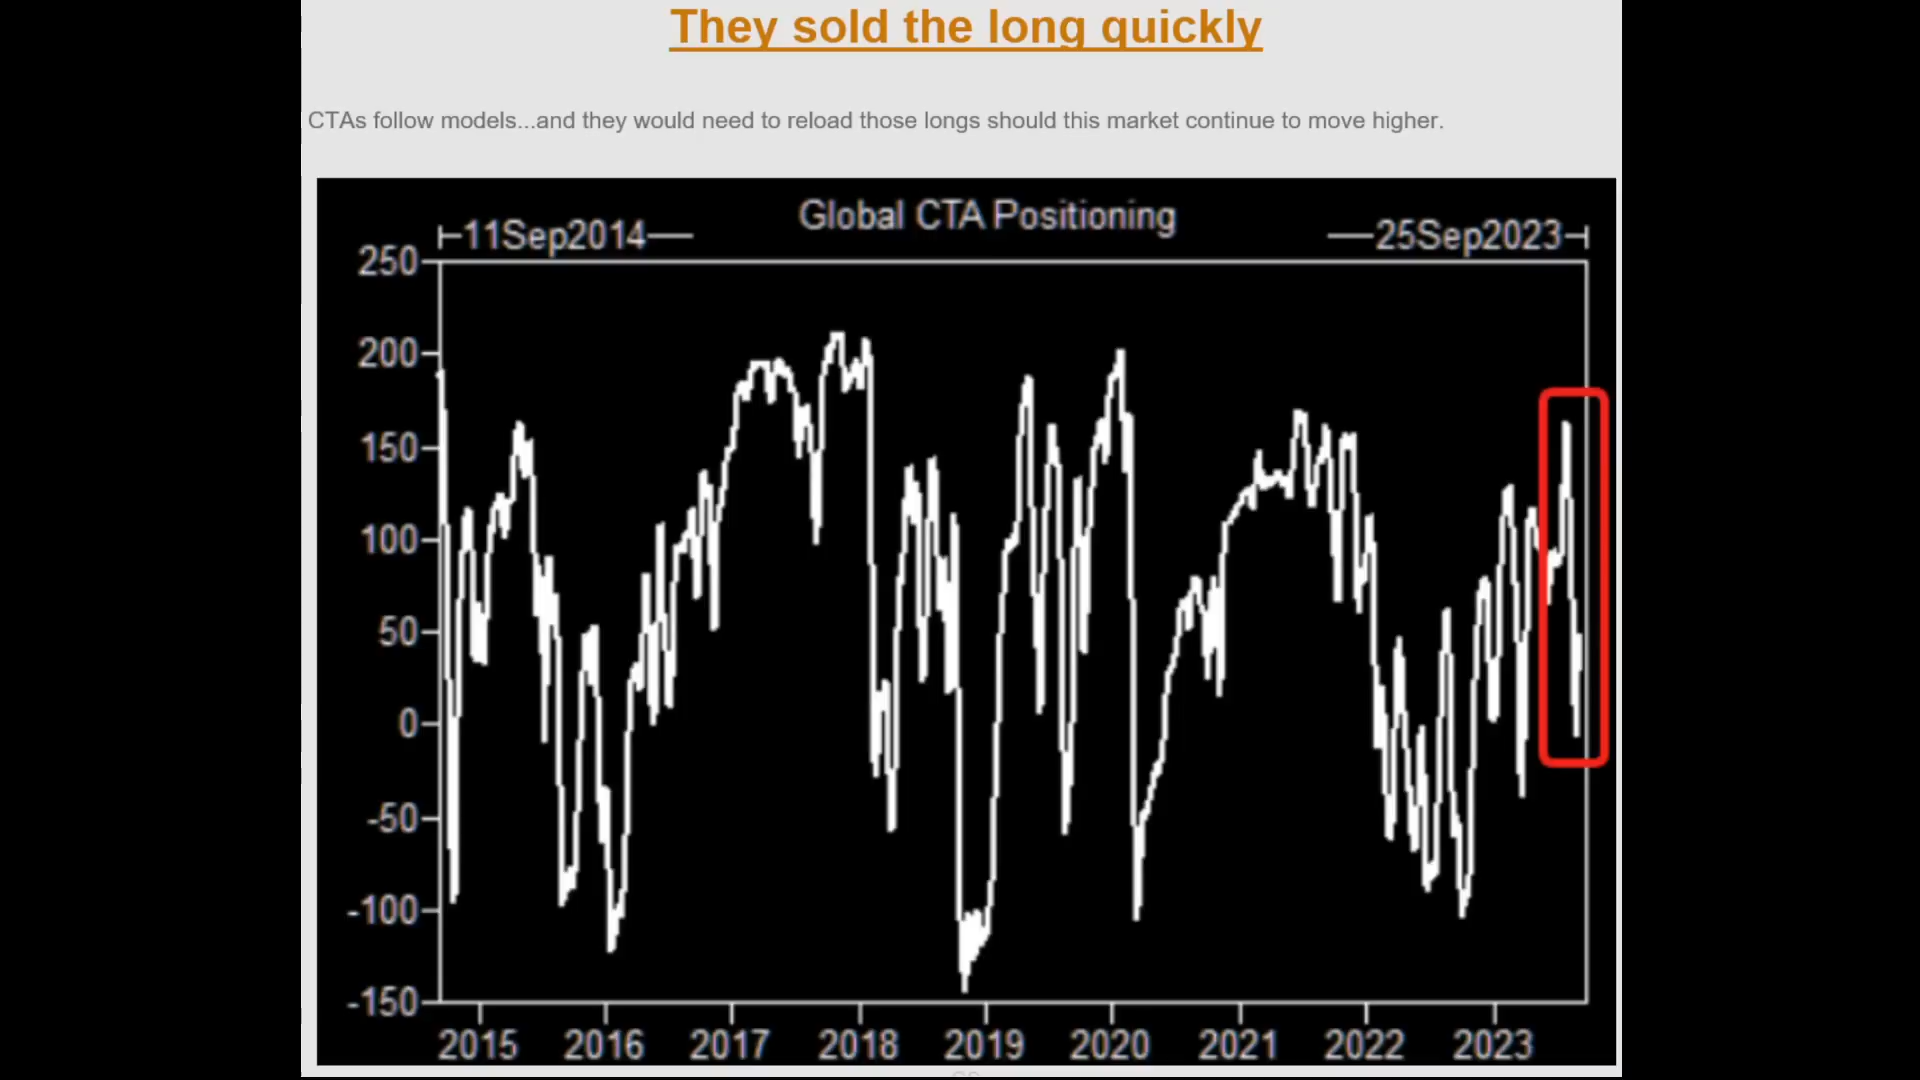 They sold the long quickly
CTAs follow models...and they would need to reload those longs should this market continue to move higher.
Global CTA Positioning
11Sep2014
25Sep2023
250
200
150
100
50
0
-50
-100
-150
2015 2016 2017 2018 2019 2020 2021 2022 2023